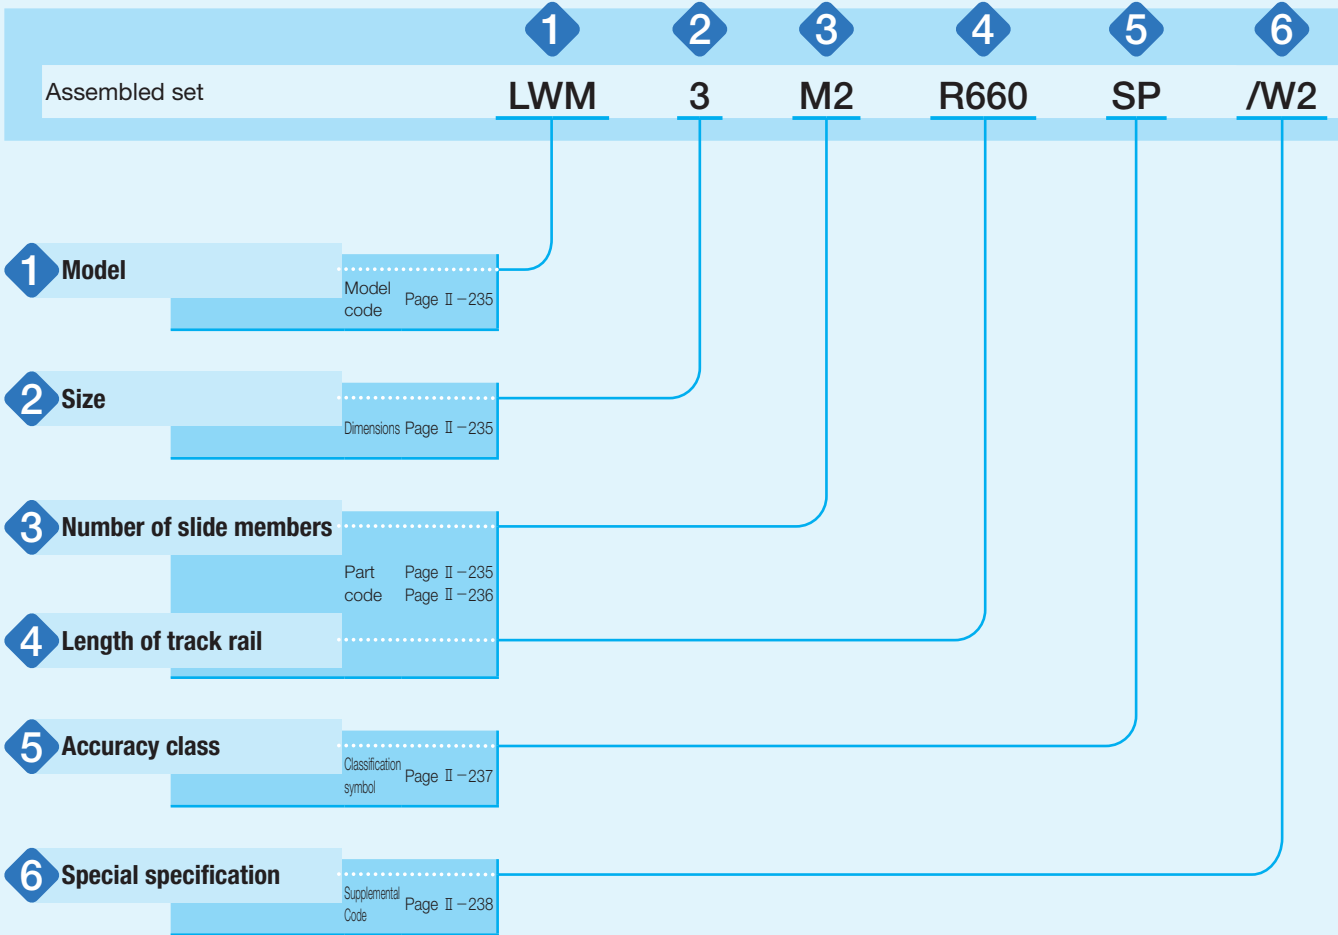 1 2 3 4 5 6
Assembled set LWM 3 M2 R660 SP /W2
1 Model
Model code Page Ⅱ−235
2 Size
Dimensions Page Ⅱ−235
3 Number of slide members
Part code Page Ⅱ−235
Page Ⅱ−236
4 Length of track rail
5 Accuracy class
Classification symbol Page Ⅱ−237
6 Special specification
Supplemental Code Page Ⅱ−238